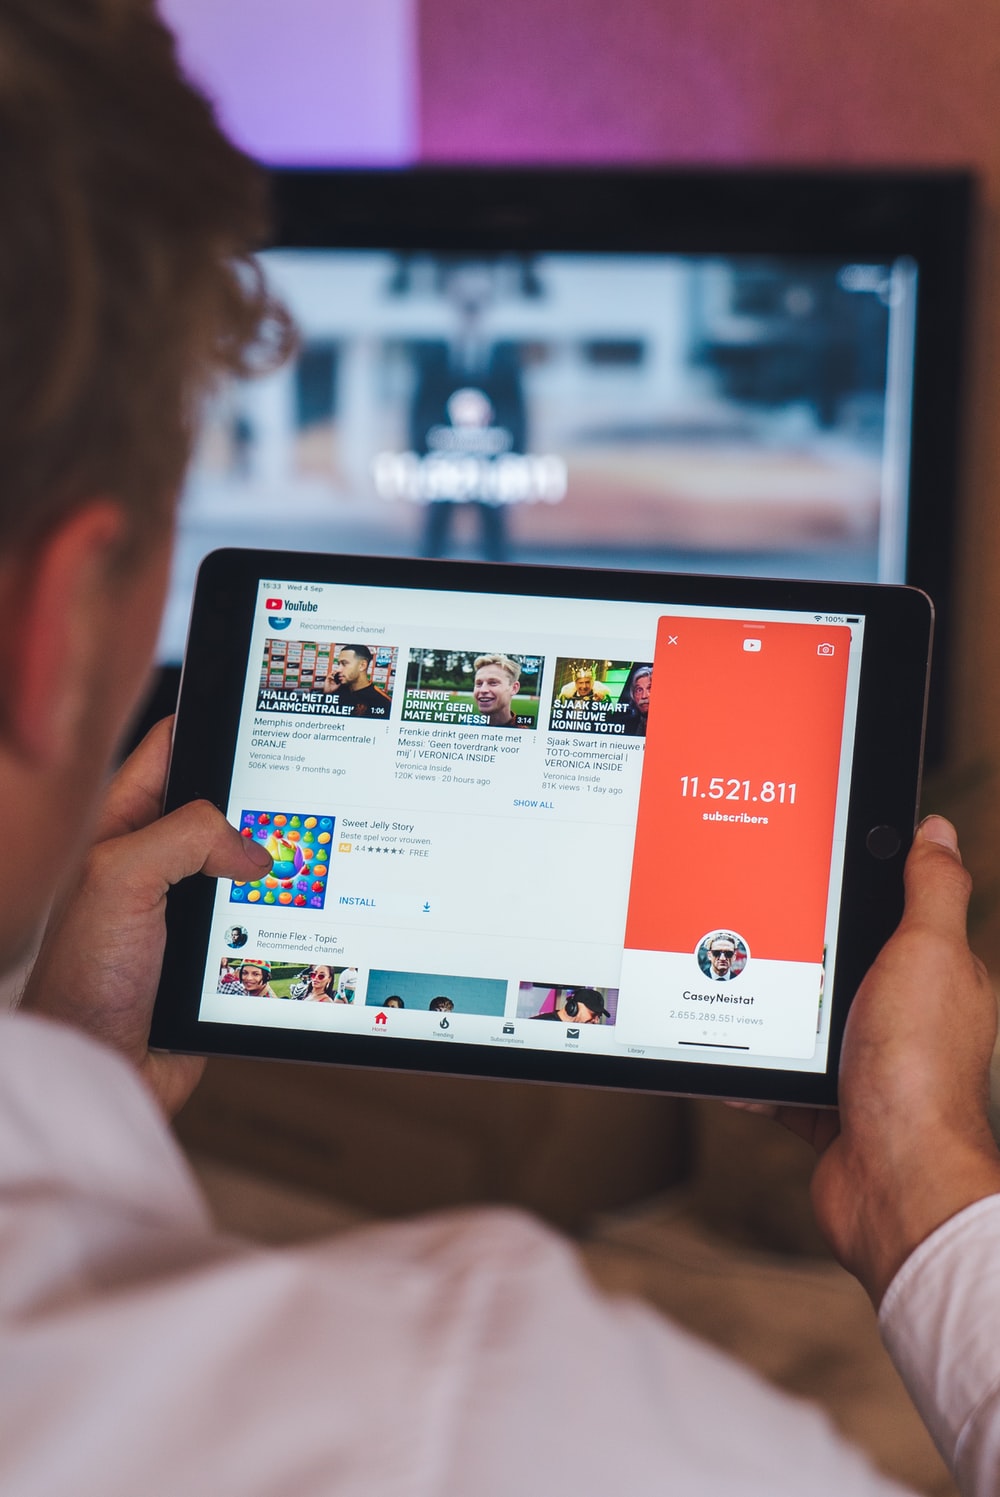 15:33 Wed 4 Sep
100%
YouTube
Recommended channel
'HALLO, MET DE
ALARMCENTRALE!'
1:06
Memphis onderbreekt
interview door alarmcentrale |
ORANJE
Veronica Inside
506K views · 9 months ago
FRENKIE
DRINKT GEEN
MATE MET MESSI
3:14
Frenkie drinkt geen mate met
Messi: 'Geen toverdrank voor
mij' | VERONICA INSIDE
Veronica Inside
120K views · 20 hours ago
SJAAK SWART
IS NIEUWE
KONING TOTO!
Sjaak Swart in nieuwe
TOTO-commercial |
VERONICA INSIDE
Veronica Inside
81K views · 1 day ago
SHOW ALL
Sweet Jelly Story
Beste spel voor vrouwen.
Ad 4.4 ★★★★★ FREE
INSTALL
Ronnie Flex - Topic
Recommended channel
Home
Trending
Subscriptions
Inbox
Library
11.521.811
subscribers
CaseyNeistat
2.655.289.551 views